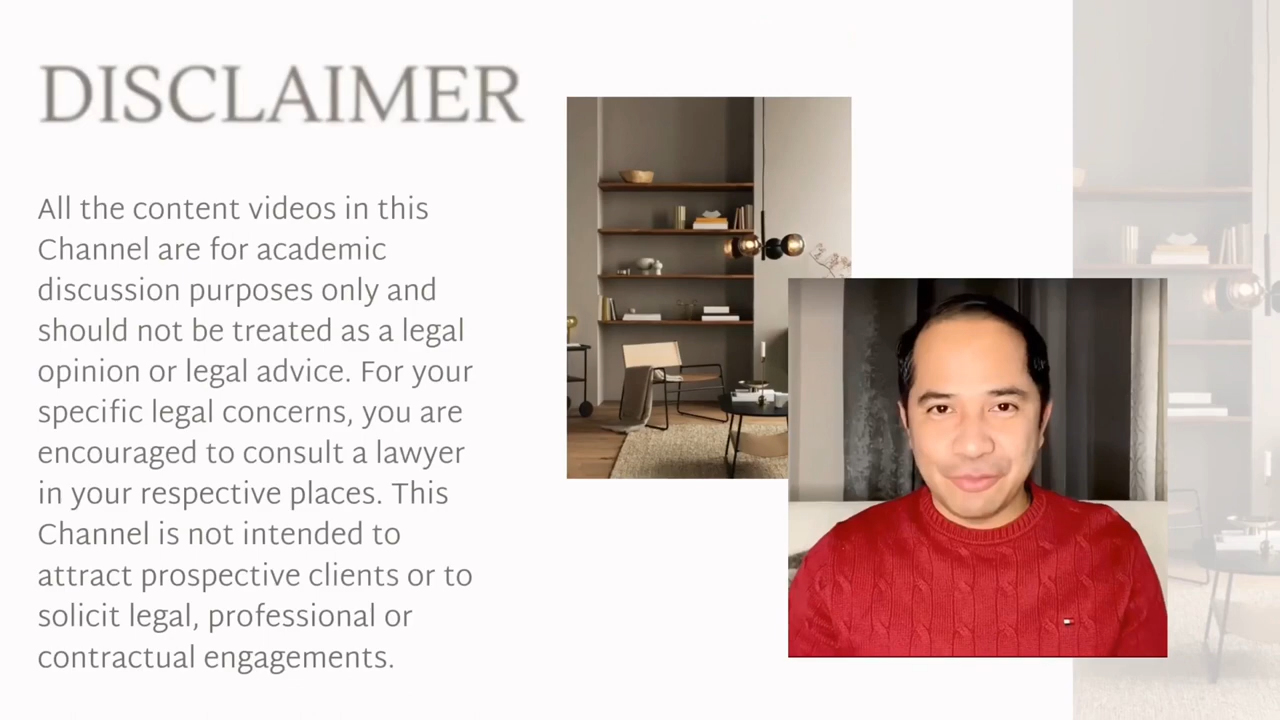 DISCLAIMER
All the content videos in this
Channel are for academic
discussion purposes only and
should not be treated as a legal
opinion or legal advice. For your
specific legal concerns, you are
encouraged to consult a lawyer
in your respective places. This
Channel is not intended to
attract prospective clients or to
solicit legal, professional or
contractual engagements.